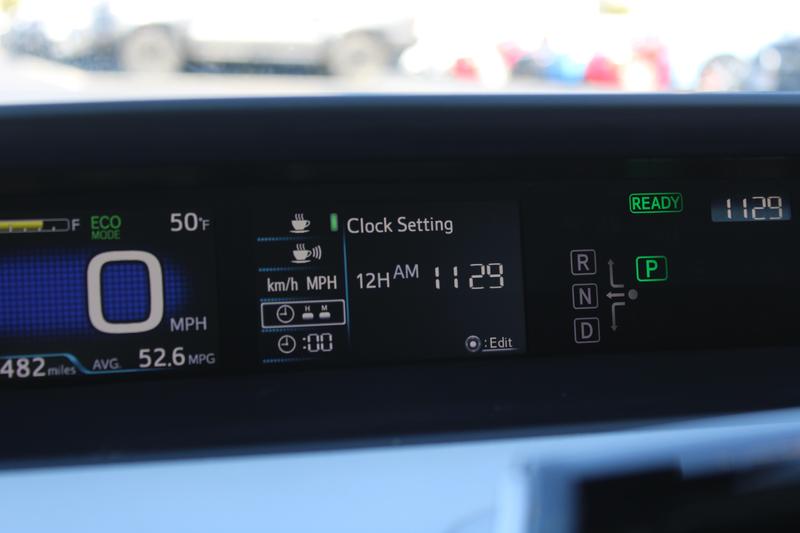 F ECO MODE 50°F
0 MPH
482 miles AVG. 52.6 MPG
km/h MPH
H M
:00
Clock Setting
12H AM 11 29
: Edit
READY 11 29
R P
N
D